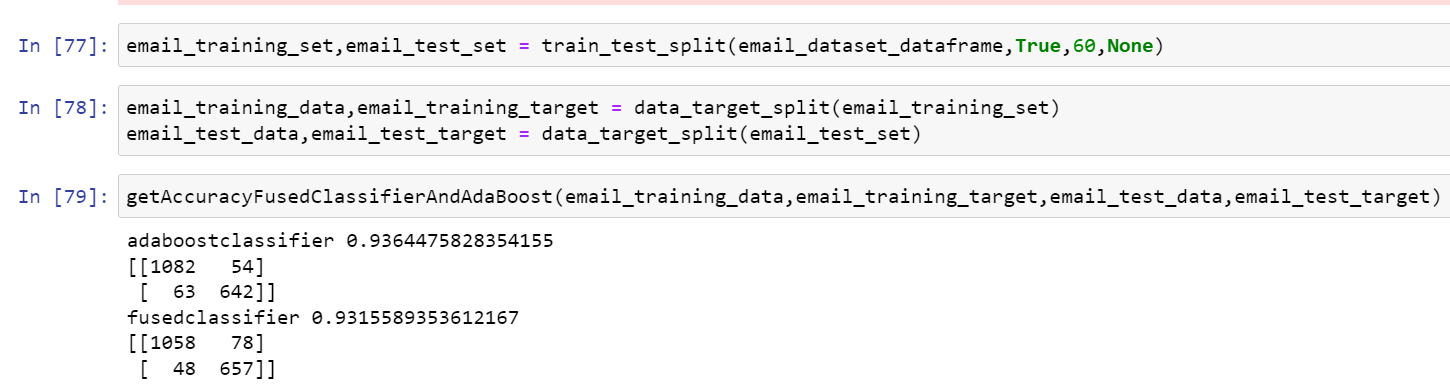 In [77]: email_training_set,email_test_set = train_test_split(email_dataset_dataframe,True,60,None)
In [78]: email_training_data,email_training_target = data_target_split(email_training_set)
email_test_data,email_test_target = data_target_split(email_test_set)
In [79]: getAccuracyFusedClassifierAndAdaBoost(email_training_data,email_training_target,email_test_data,email_test_target)
adaboostclassifier 0.9364475828354155
[[1082   54]
 [  63  642]]
fusedclassifier 0.9315589353612167
[[1058   78]
 [  48  657]]